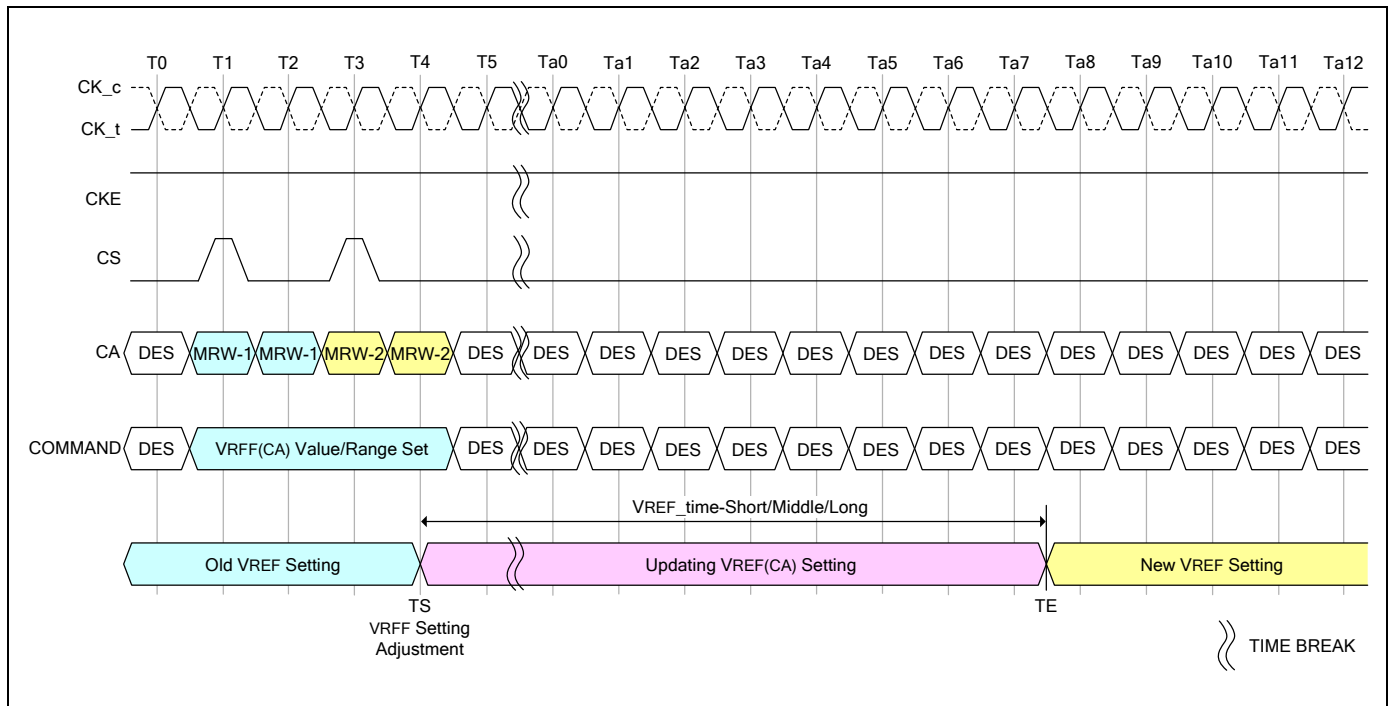 T0 T1 T2 T3 T4 T5 Ta0 Ta1 Ta2 Ta3 Ta4 Ta5 Ta6 Ta7 Ta8 Ta9 Ta10 Ta11 Ta12
CK_c
CK_t
CKE
CS
CA DES MRW-1 MRW-1 MRW-2 MRW-2 DES DES DES DES DES DES DES DES DES DES DES DES DES DES
COMMAND DES VRFF(CA) Value/Range Set DES DES DES DES DES DES DES DES DES DES DES DES DES DES
VREF_time-Short/Middle/Long
Old VREF Setting Updating VREF(CA) Setting New VREF Setting
TS TE
VRFF Setting
Adjustment
TIME BREAK